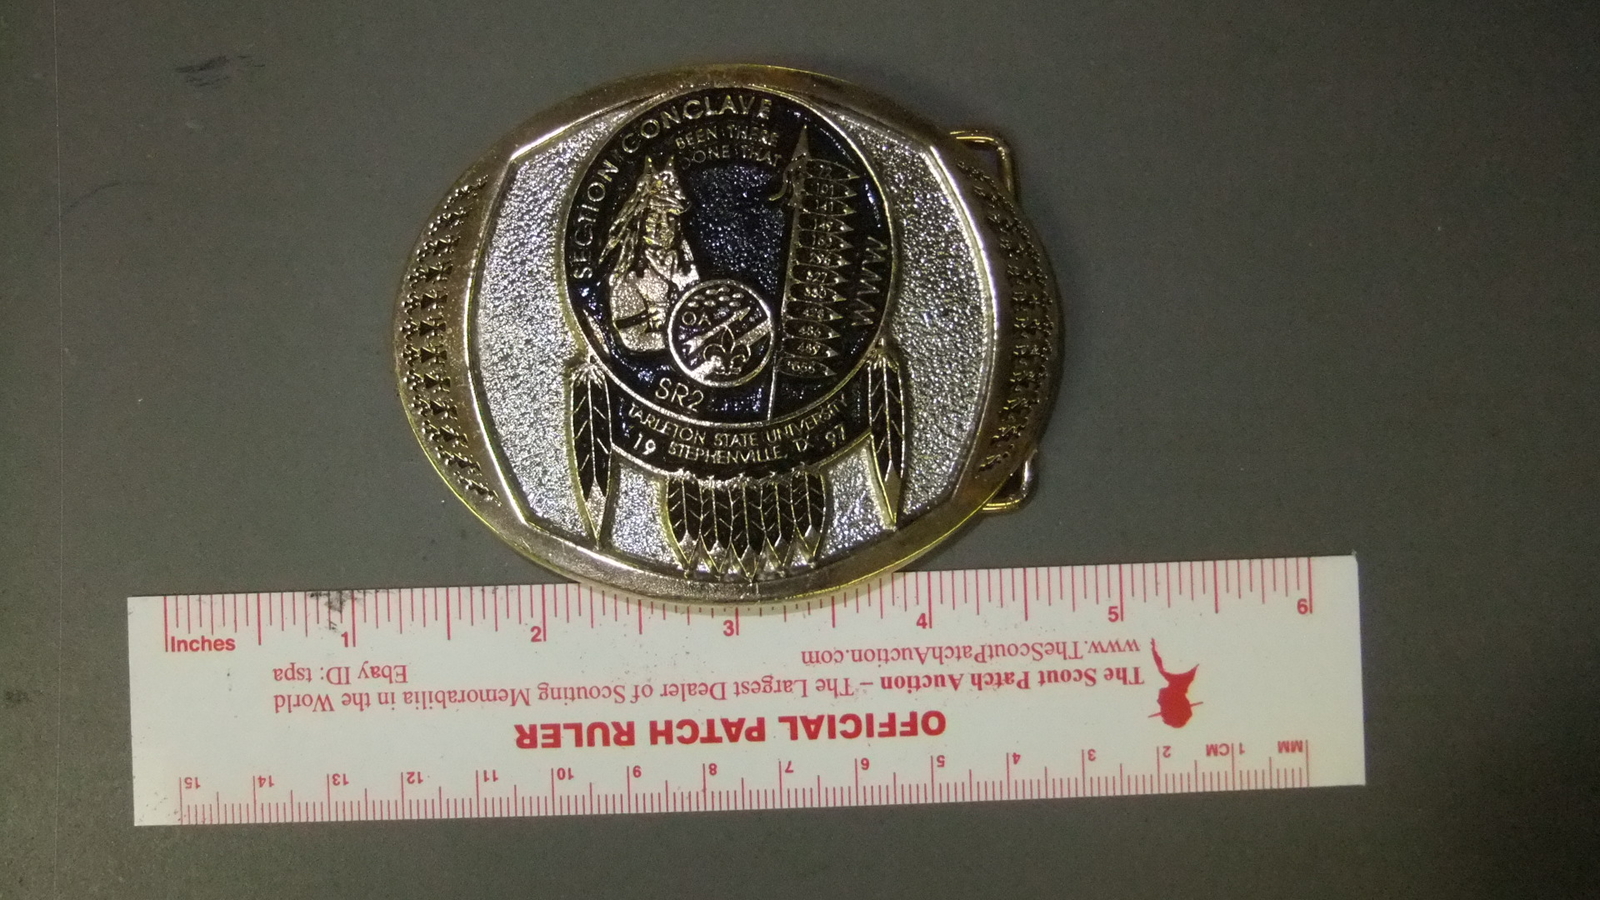 SECTION CONCLAVE
BEEN THERE
DONE THAT
OA
SR2
TARLETON STATE UNIVERSITY
19 STEPHENVILLE, TX 97
Inches 1 2 3 4 5 6
www.TheScoutPatchAuction.com
Ebay ID: tspa
The Scout Patch Auction – The Largest Dealer of Scouting Memorabilia in the World
OFFICIAL PATCH RULER
MM 1 CM 2 3 4 5 6 7 8 9 10 11 12 13 14 15